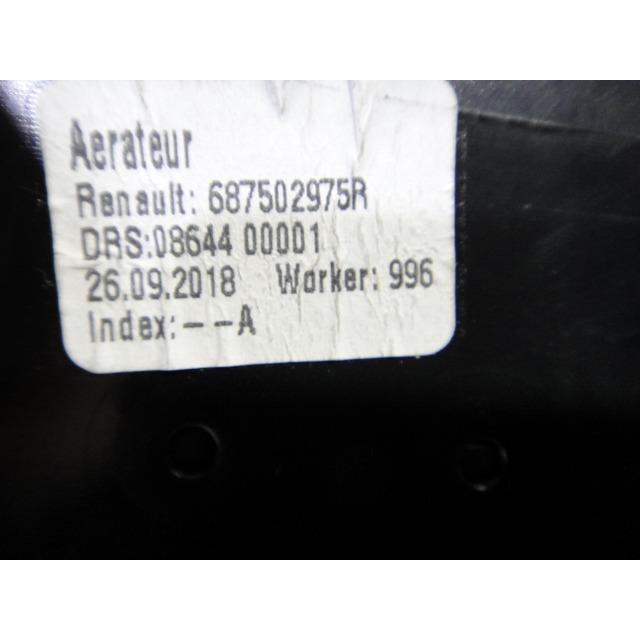 Aerateur
Renault: 687502975R
DRS:08644 00001
26.09.2018 Worker: 996
Index:--A